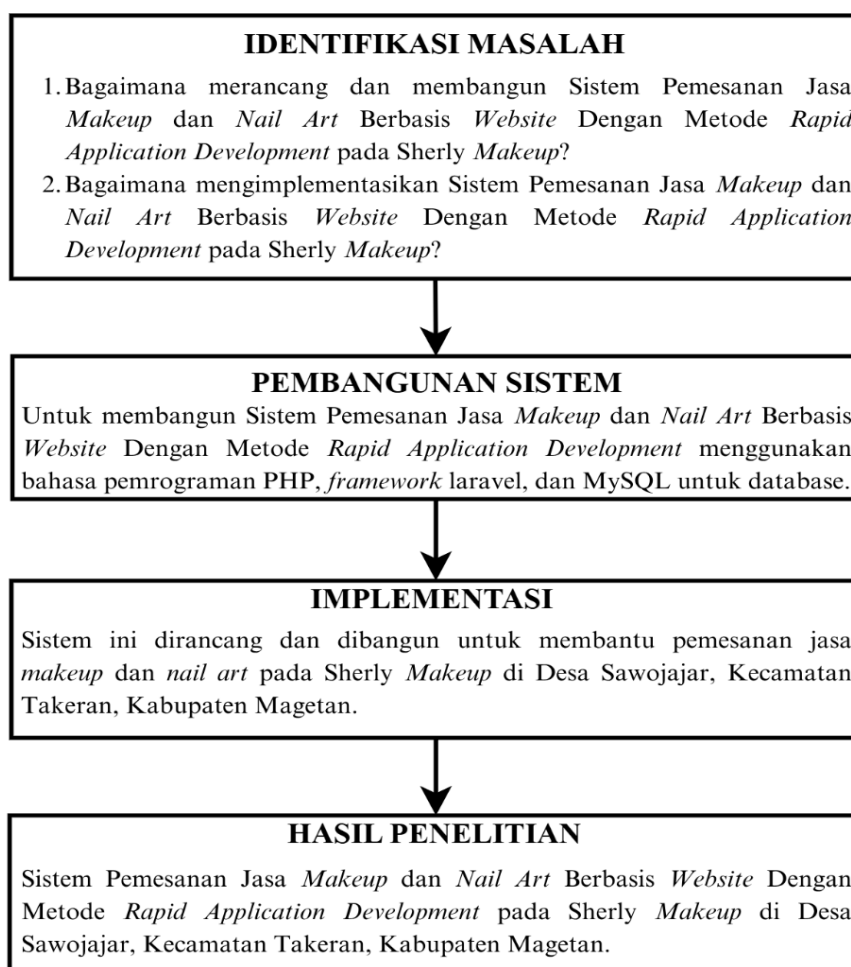 IDENTIFIKASI MASALAH
1. Bagaimana merancang dan membangun Sistem Pemesanan Jasa
Makeup dan Nail Art Berbasis Website Dengan Metode Rapid
Application Development pada Sherly Makeup?
2. Bagaimana mengimplementasikan Sistem Pemesanan Jasa Makeup dan
Nail Art Berbasis Website Dengan Metode Rapid Application
Development pada Sherly Makeup?
PEMBANGUNAN SISTEM
Untuk membangun Sistem Pemesanan Jasa Makeup dan Nail Art Berbasis
Website Dengan Metode Rapid Application Development menggunakan
bahasa pemrograman PHP, framework laravel, dan MySQL untuk database.
IMPLEMENTASI
Sistem ini dirancang dan dibangun untuk membantu pemesanan jasa
makeup dan nail art pada Sherly Makeup di Desa Sawojajar, Kecamatan
Takeran, Kabupaten Magetan.
HASIL PENELITIAN
Sistem Pemesanan Jasa Makeup dan Nail Art Berbasis Website Dengan
Metode Rapid Application Development pada Sherly Makeup di Desa
Sawojajar, Kecamatan Takeran, Kabupaten Magetan.